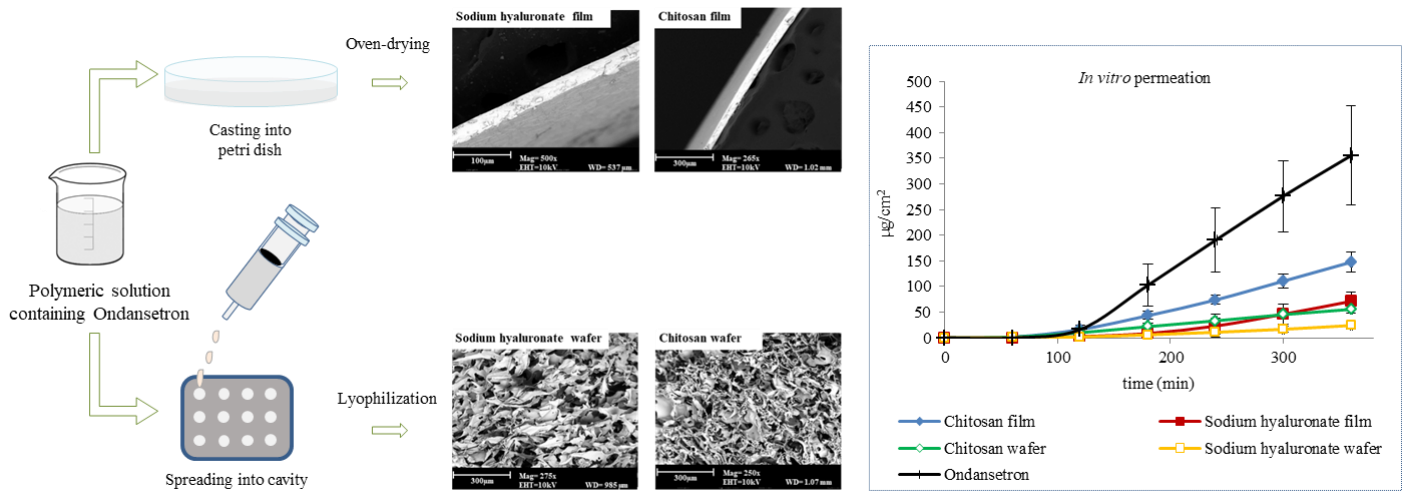 Oven-drying
Casting into
petri dish
Polymeric solution
containing Ondansetron
Spreading into cavity
Lyophilization
Sodium hyaluronate film
100µm
Mag= 500x
EHT=10kV
WD= 537 µm
Chitosan film
300µm
Mag= 265x
EHT=10kV
WD= 1.02 mm
Sodium hyaluronate wafer
300µm
Mag= 275x
EHT=10kV
WD= 985 µm
Chitosan wafer
300µm
Mag= 250x
EHT=10kV
WD= 1.07 mm
In vitro permeation
500
450
400
350
300
250
200
150
100
50
0
µg/cm²
0
100
200
300
time (min)
Chitosan film
Sodium hyaluronate film
Chitosan wafer
Sodium hyaluronate wafer
Ondansetron